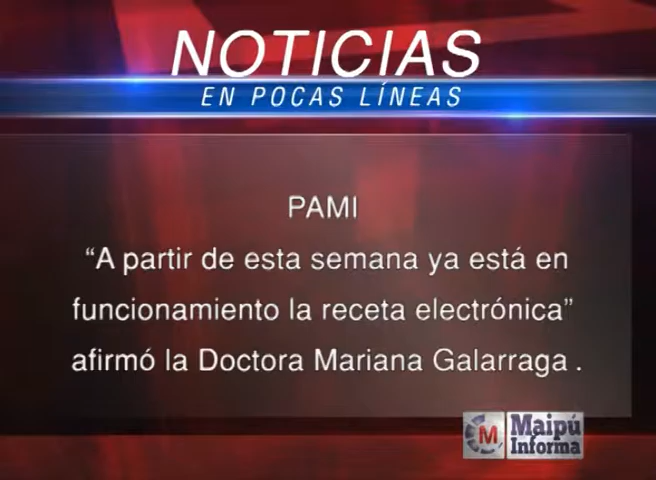 NOTICIAS
EN POCAS LÍNEAS
PAMI
“A partir de esta semana ya está en
funcionamiento la receta electrónica”
afirmó la Doctora Mariana Galarraga .
M
Maipú
Informa